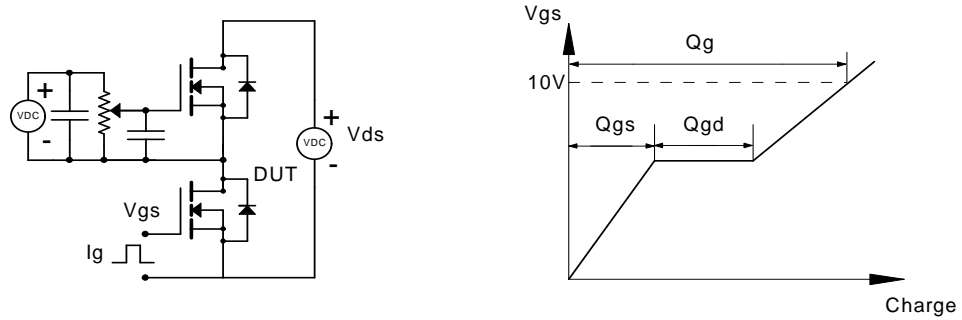 +
VDC
-
+
VDC
-
Vds
DUT
Vgs
Ig
Vgs
Qg
10V
Qgs
Qgd
Charge